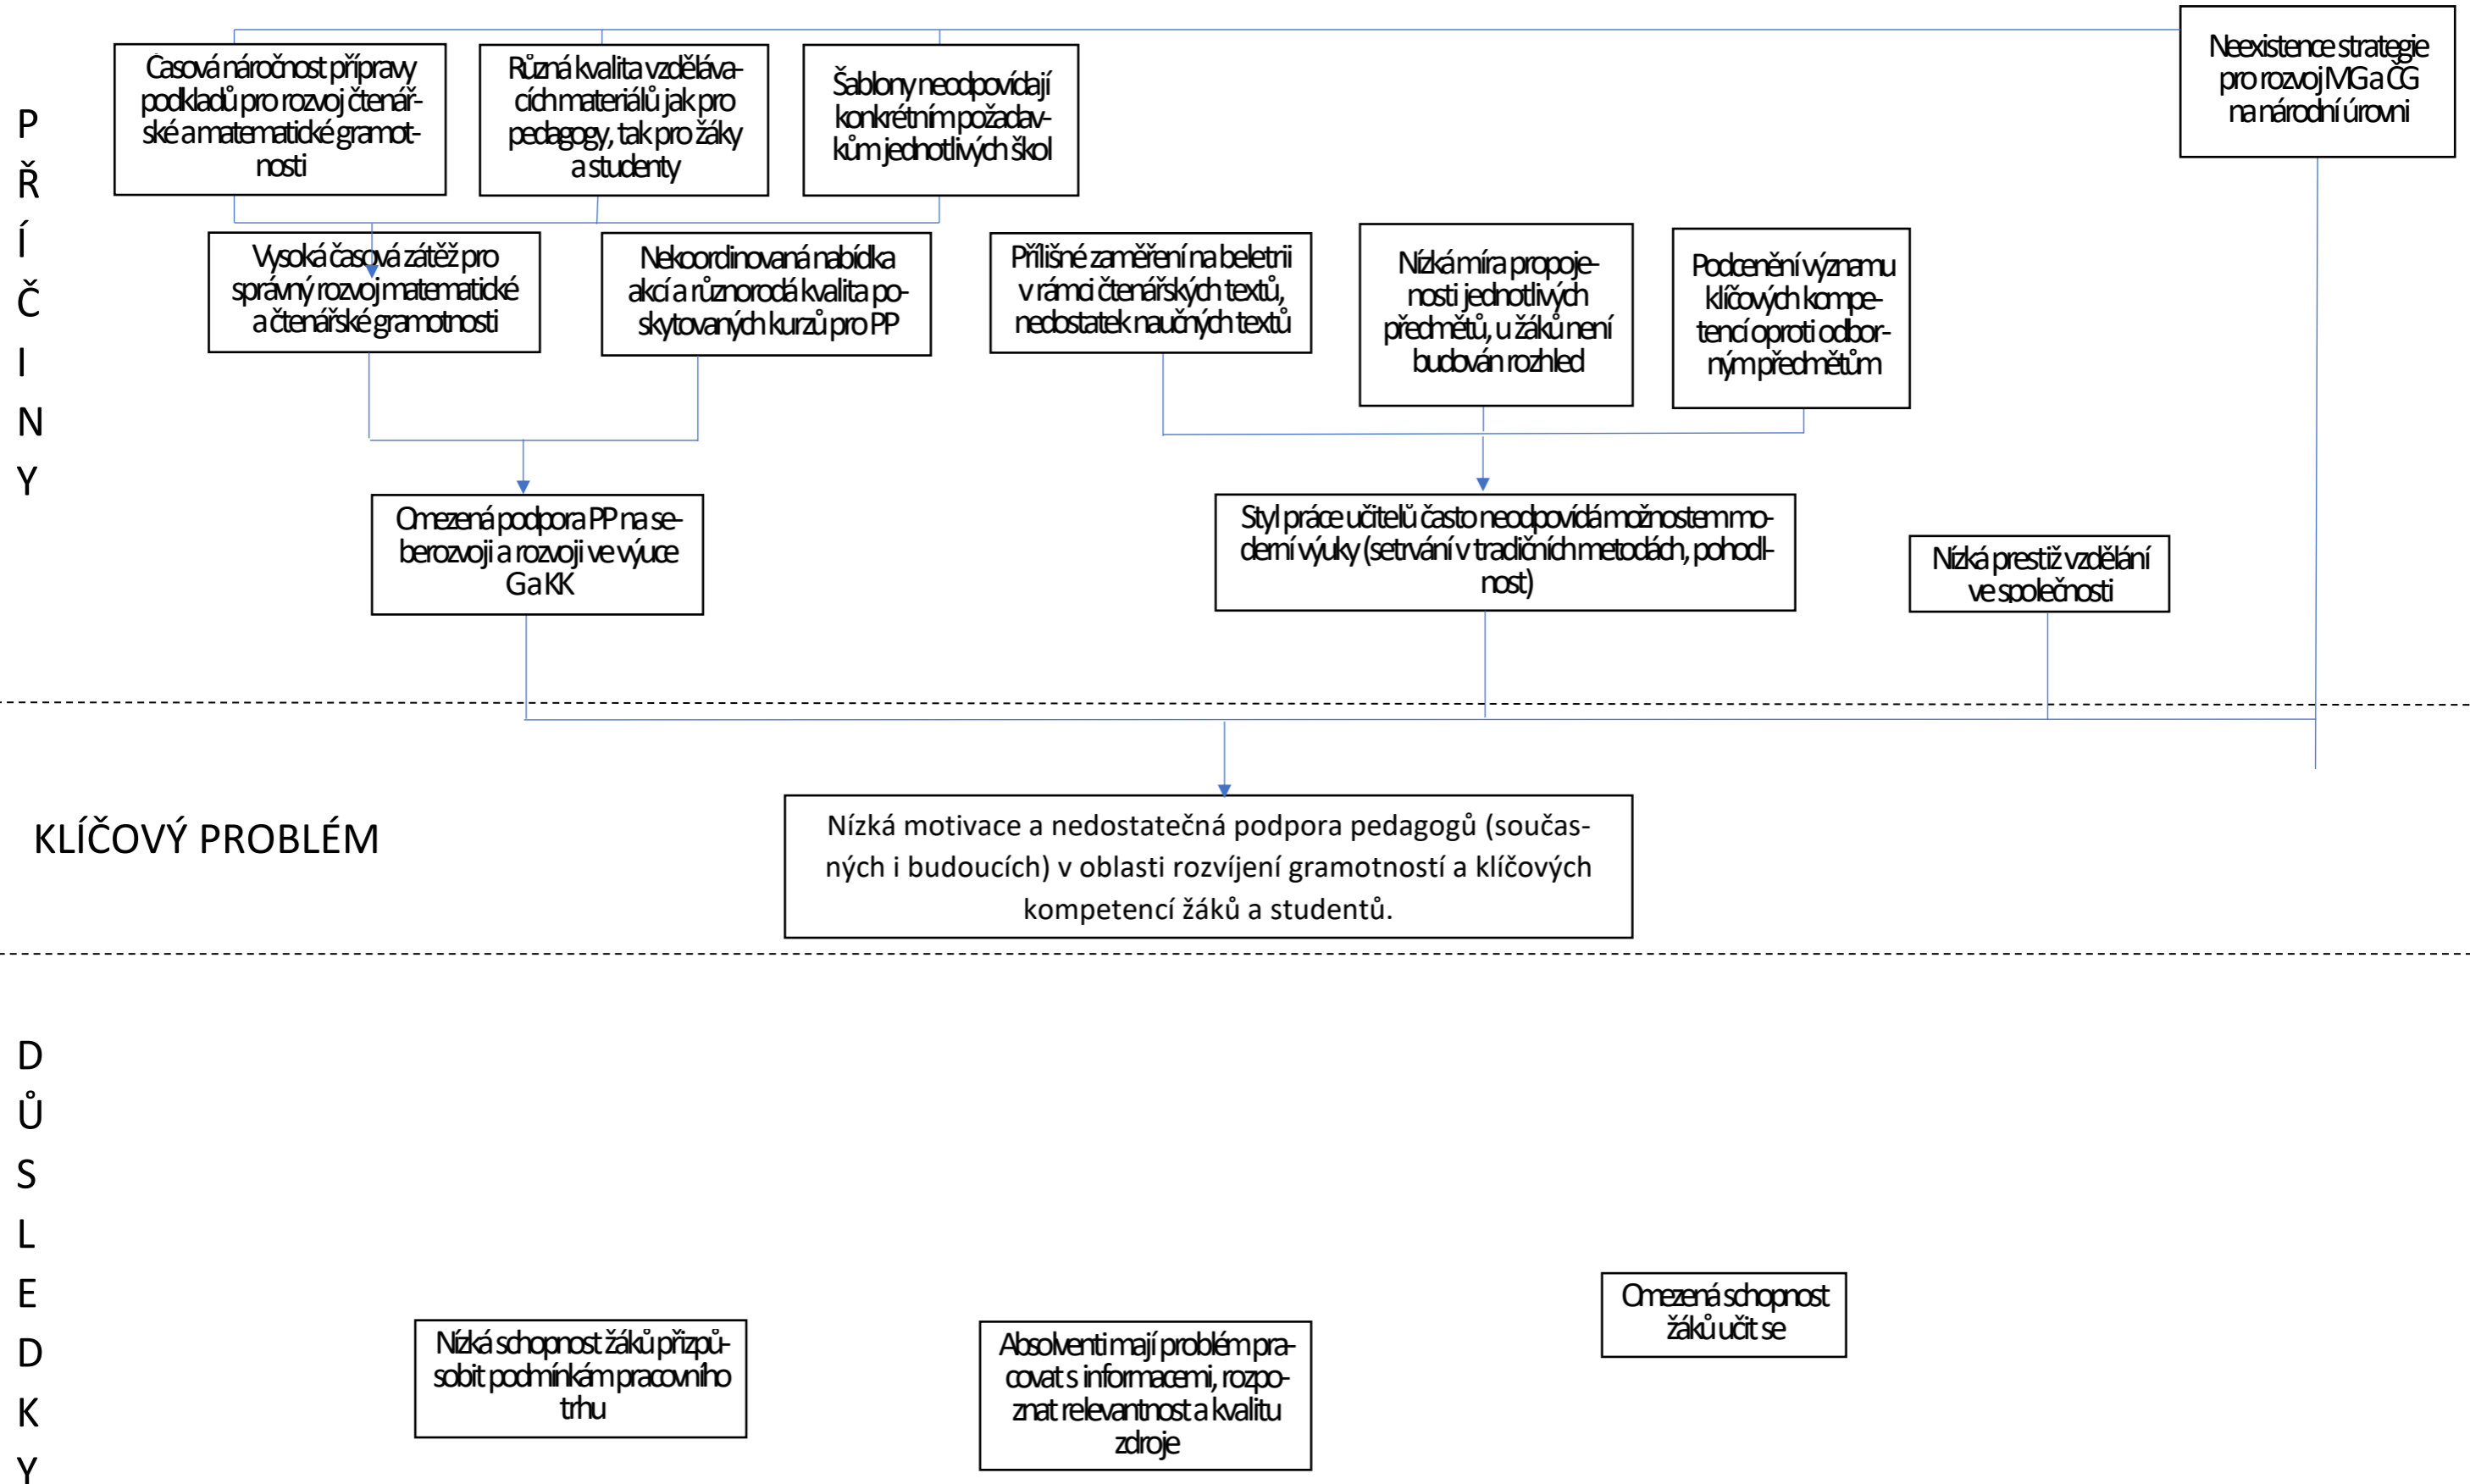 P
Ř
Í
Č
I
N
Y
Časová náročnost přípravy
podkladů pro rozvoj čtenář-
ské a matematické gramot-
nosti
Různá kvalita vzděláva-
cích materiálů jak pro
pedagogy, tak pro žáky
a studenty
Šablony neodpovídají
konkrétním požadav-
kům jednotlivých škol
Neexistence strategie
pro rozvoj MG a ČG
na národní úrovni
Vysoká časová zátěž pro
správný rozvoj matematické
a čtenářské gramotnosti
Nekoordinovaná nabídka
akcí a různorodá kvalita po-
skytovaných kurzů pro PP
Přílišné zaměření na beletrii
v rámci čtenářských textů,
nedostatek naučných textů
Nízká míra propoje-
nosti jednotlivých
předmětů, u žáků není
budován rozhled
Podcenění významu
klíčových kompe-
tencí oproti odbor-
ným předmětům
Omezená podpora PP na se-
berozvoji a rozvoji ve výuce
G a KK
Styl práce učitelů často neodpovídá možnostem mo-
derní výuky (setrvání v tradičních metodách, pohodl-
nost)
Nízká prestiž vzdělání
ve společnosti
KLÍČOVÝ PROBLÉM
Nízká motivace a nedostatečná podpora pedagogů (součas-
ných i budoucích) v oblasti rozvíjení gramotností a klíčových
kompetencí žáků a studentů.
D
Ů
S
L
E
D
K
Y
Nízká schopnost žáků přizpů-
sobit podmínkám pracovního
trhu
Absolventi mají problém pra-
covat s informacemi, rozpo-
znat relevantnost a kvalitu
zdroje
Omezená schopnost
žáků učit se